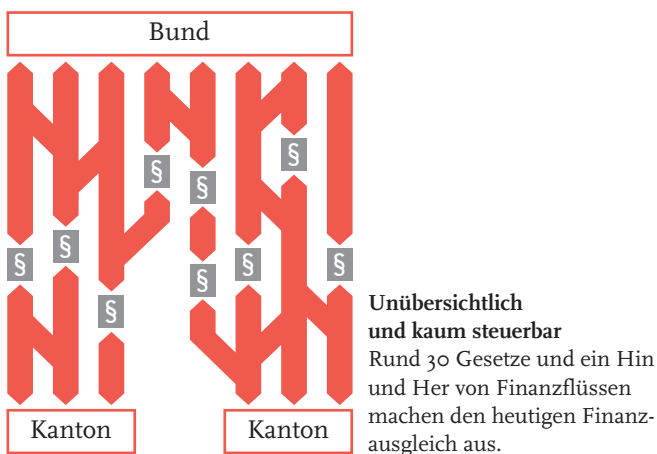 Bund
§
§
§
§
§
§
§
§
§
Unübersichtlich
und kaum steuerbar
Rund 30 Gesetze und ein Hin
und Her von Finanzflüssen
machen den heutigen Finanz-
ausgleich aus.
Kanton
Kanton